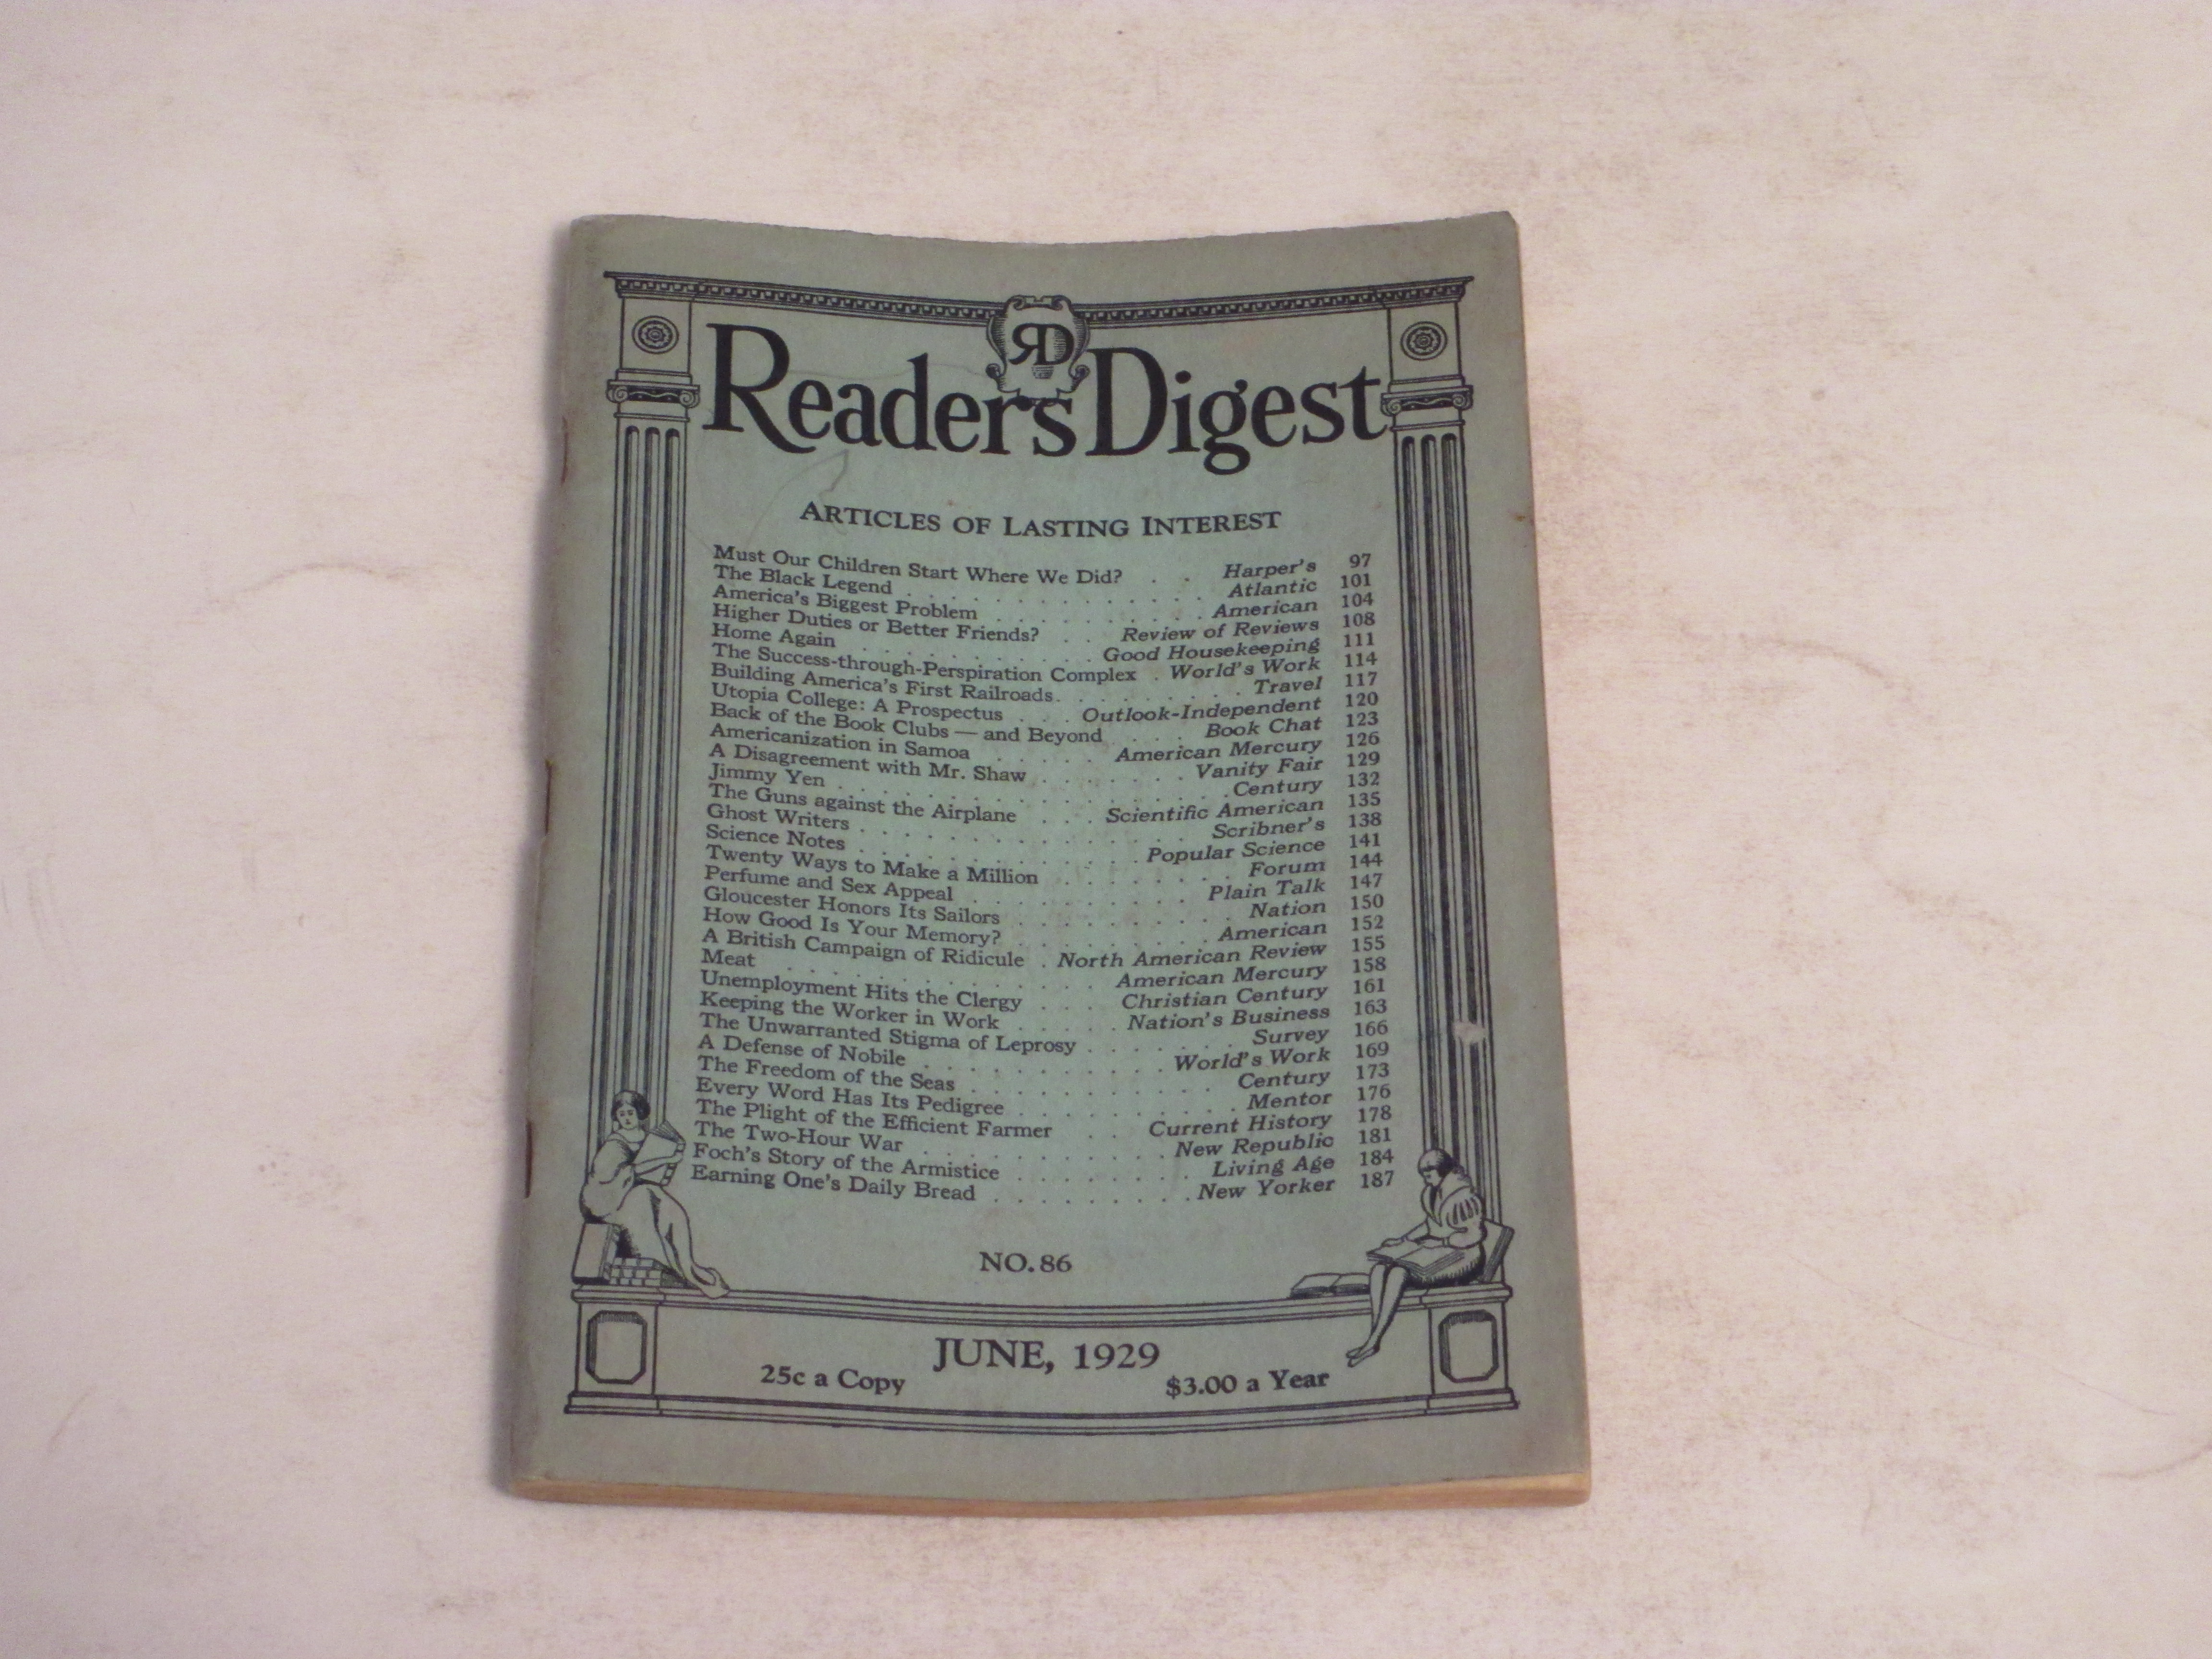 RD
Readers Digest
ARTICLES OF LASTING INTEREST
Must Our Children Start Where We Did? . . Harper's 97
The Black Legend . . . . . . . . . . . . . . Atlantic 101
America's Biggest Problem . . . . . . . . . . American 104
Higher Duties or Better Friends? . . Review of Reviews 108
Home Again . . . . . . . . . . . Good Housekeeping 111
The Success-through-Perspiration Complex . World's Work 114
Building America's First Railroads. . . . . . . . . . Travel 117
Utopia College: A Prospectus . . . Outlook-Independent 120
Back of the Book Clubs — and Beyond . . . . Book Chat 123
Americanization in Samoa . . . . . American Mercury 126
A Disagreement with Mr. Shaw . . . . . . . Vanity Fair 129
Jimmy Yen . . . . . . . . . . . . . . . . . . Century 132
The Guns against the Airplane . . . Scientific American 135
Ghost Writers . . . . . . . . . . . . . . . Scribner's 138
Science Notes . . . . . . . . . . . . . Popular Science 141
Twenty Ways to Make a Million . . . . . . . . Forum 144
Perfume and Sex Appeal . . . . . . . . . . Plain Talk 147
Gloucester Honors Its Sailors . . . . . . . . . . Nation 150
How Good Is Your Memory? . . . . . . . . . American 152
A British Campaign of Ridicule . North American Review 155
Meat . . . . . . . . . . . . . American Mercury 158
Unemployment Hits the Clergy . . . Christian Century 161
Keeping the Worker in Work . . . . . Nation's Business 163
The Unwarranted Stigma of Leprosy . . . . . . . Survey 166
A Defense of Nobile . . . . . . . . . . . World's Work 169
The Freedom of the Seas . . . . . . . . . . . Century 173
Every Word Has Its Pedigree . . . . . . . . . . Mentor 176
The Plight of the Efficient Farmer . . Current History 178
The Two-Hour War . . . . . . . . . . . New Republic 181
Foch's Story of the Armistice . . . . . . . . Living Age 184
Earning One's Daily Bread . . . . . . . . . New Yorker 187
NO. 86
JUNE, 1929
25c a Copy $3.00 a Year